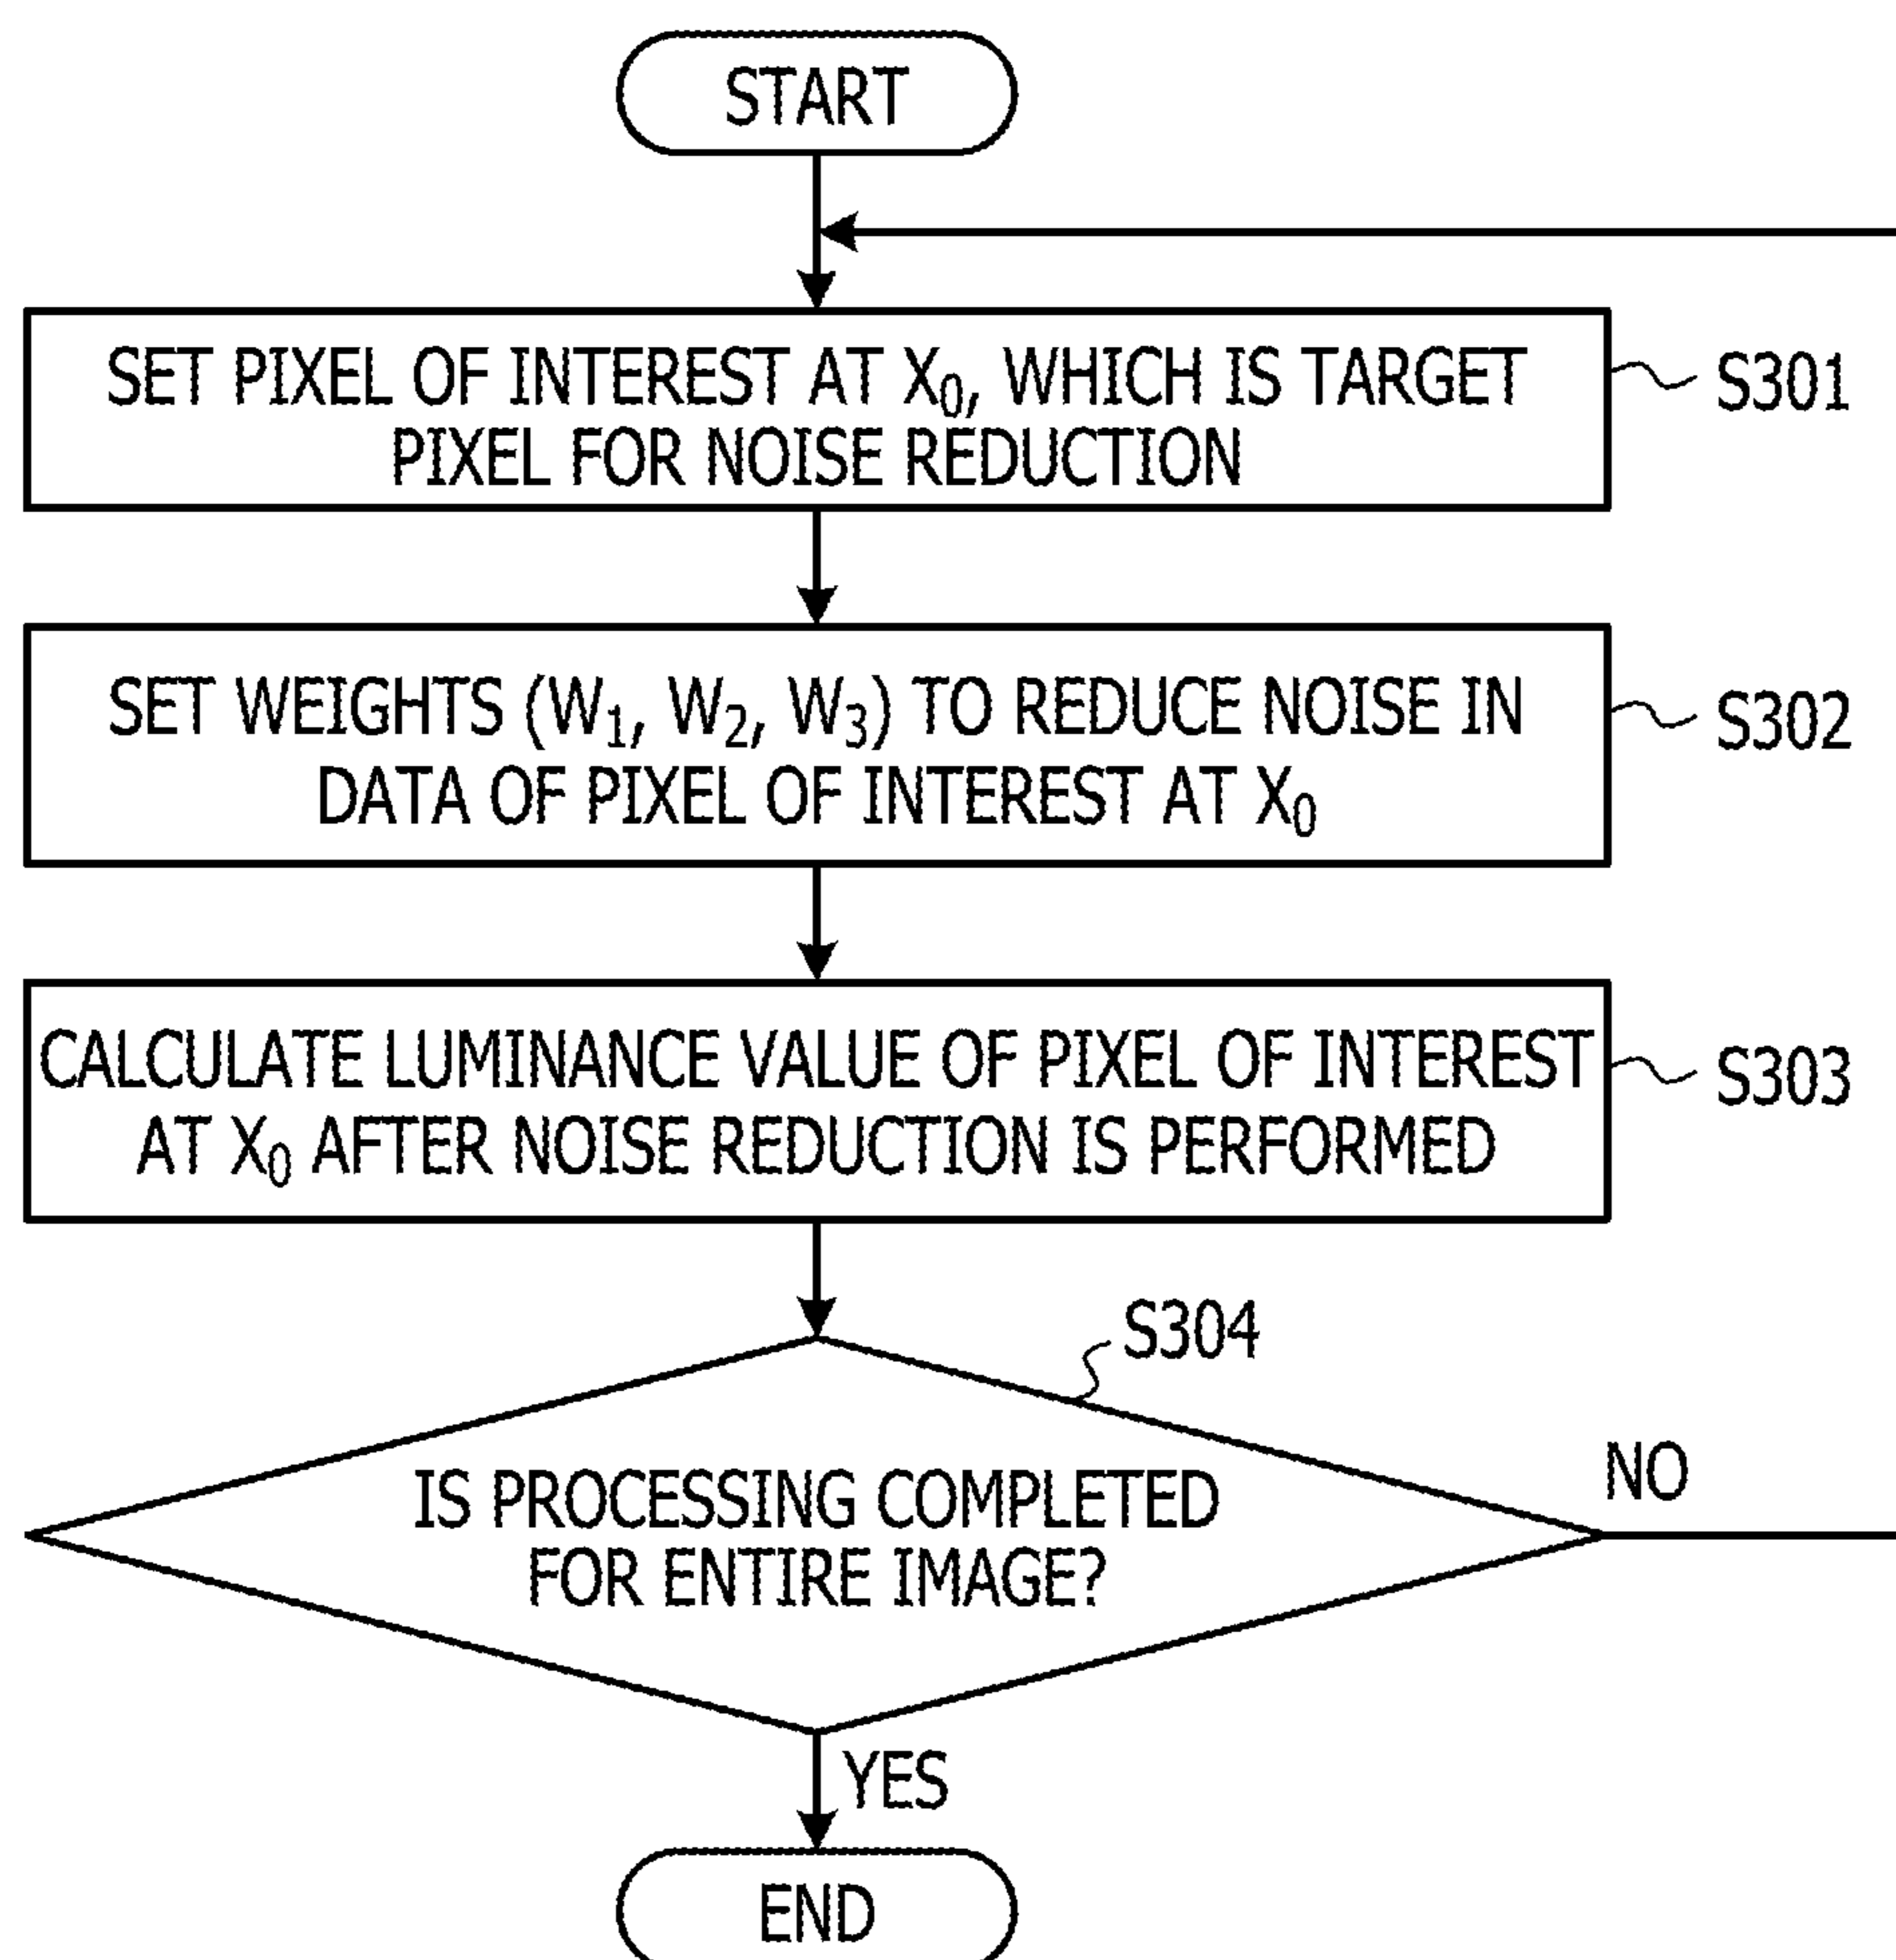 START
SET PIXEL OF INTEREST AT X₀, WHICH IS TARGET
PIXEL FOR NOISE REDUCTION
S301
SET WEIGHTS (W₁, W₂, W₃) TO REDUCE NOISE IN
DATA OF PIXEL OF INTEREST AT X₀
S302
CALCULATE LUMINANCE VALUE OF PIXEL OF INTEREST
AT X₀ AFTER NOISE REDUCTION IS PERFORMED
S303
S304
IS PROCESSING COMPLETED
FOR ENTIRE IMAGE?
NO
YES
END